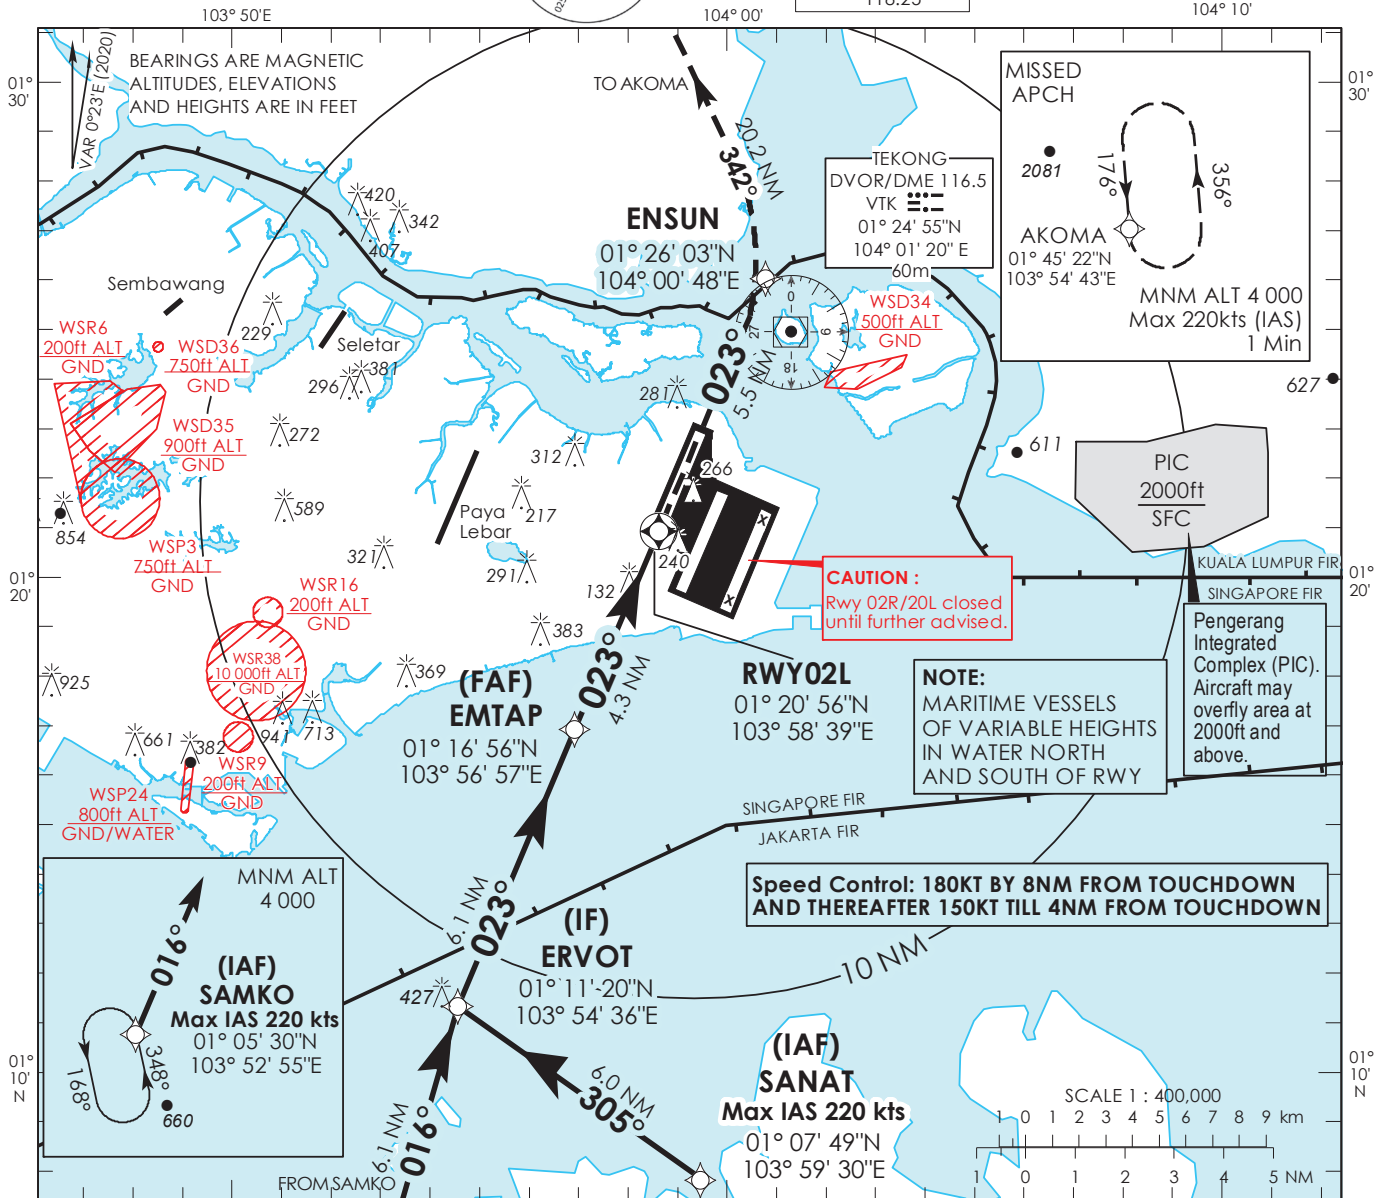 025
118.25
103° 50'E
104° 00'
104° 10'
01°
30'
01°
30'
VAR 0°23'E (2020)
BEARINGS ARE MAGNETIC
ALTITUDES, ELEVATIONS
AND HEIGHTS ARE IN FEET
TO AKOMA
20.2 NM
342°
MISSED
APCH
2081
176°
356°
AKOMA
01° 45' 22"N
103° 54' 43"E
MNM ALT 4 000
Max 220kts (IAS)
1 Min
TEKONG
DVOR/DME 116.5
VTK
01° 24' 55"N
104° 01' 20" E
60m
ENSUN
01° 26' 03"N
104° 00' 48"E
420
342
407
Sembawang
229
Seletar
WSR6
200ft ALT
GND
WSD36
750ft ALT
GND
WSD34
500ft ALT
GND
0
9
18
27
381
296
281
023°
5.5 NM
627
WSD35
900ft ALT
GND
272
312
611
266
PIC
2000ft
SFC
589
217
Paya
Lebar
854
WSP3
750ft ALT
GND
321
291
240
X
X
132
KUALA LUMPUR FIR
SINGAPORE FIR
01°
20'
01°
20'
CAUTION :
Rwy 02R/20L closed
until further advised.
WSR16
200ft ALT
GND
383
Pengerang
Integrated
Complex (PIC).
Aircraft may
overfly area at
2000ft and
above.
WSR38
10 000ft ALT
GND
369
925
023°
4.3 NM
(FAF)
EMTAP
01° 16' 56"N
103° 56' 57"E
RWY02L
01° 20' 56"N
103° 58' 39"E
NOTE:
MARITIME VESSELS
OF VARIABLE HEIGHTS
IN WATER NORTH
AND SOUTH OF RWY
941
713
661
382
WSR9
200ft ALT
GND
WSP24
800ft ALT
GND/WATER
SINGAPORE FIR
JAKARTA FIR
MNM ALT
4 000
016°
(IAF)
SAMKO
Max IAS 220 kts
01° 05' 30"N
103° 52' 55"E
348°
168°
660
Speed Control: 180KT BY 8NM FROM TOUCHDOWN
AND THEREAFTER 150KT TILL 4NM FROM TOUCHDOWN
6.1 NM
023°
(IF)
ERVOT
01° 11' 20"N
103° 54' 36"E
427
10 NM
(IAF)
SANAT
Max IAS 220 kts
01° 07' 49"N
103° 59' 30"E
6.0 NM
305°
6.1 NM
016°
FROM SAMKO
01°
10'
N
01°
10'
N
SCALE 1 : 400,000
1 0 1 2 3 4 5 6 7 8 9 km
1 0 1 2 3 4 5 NM